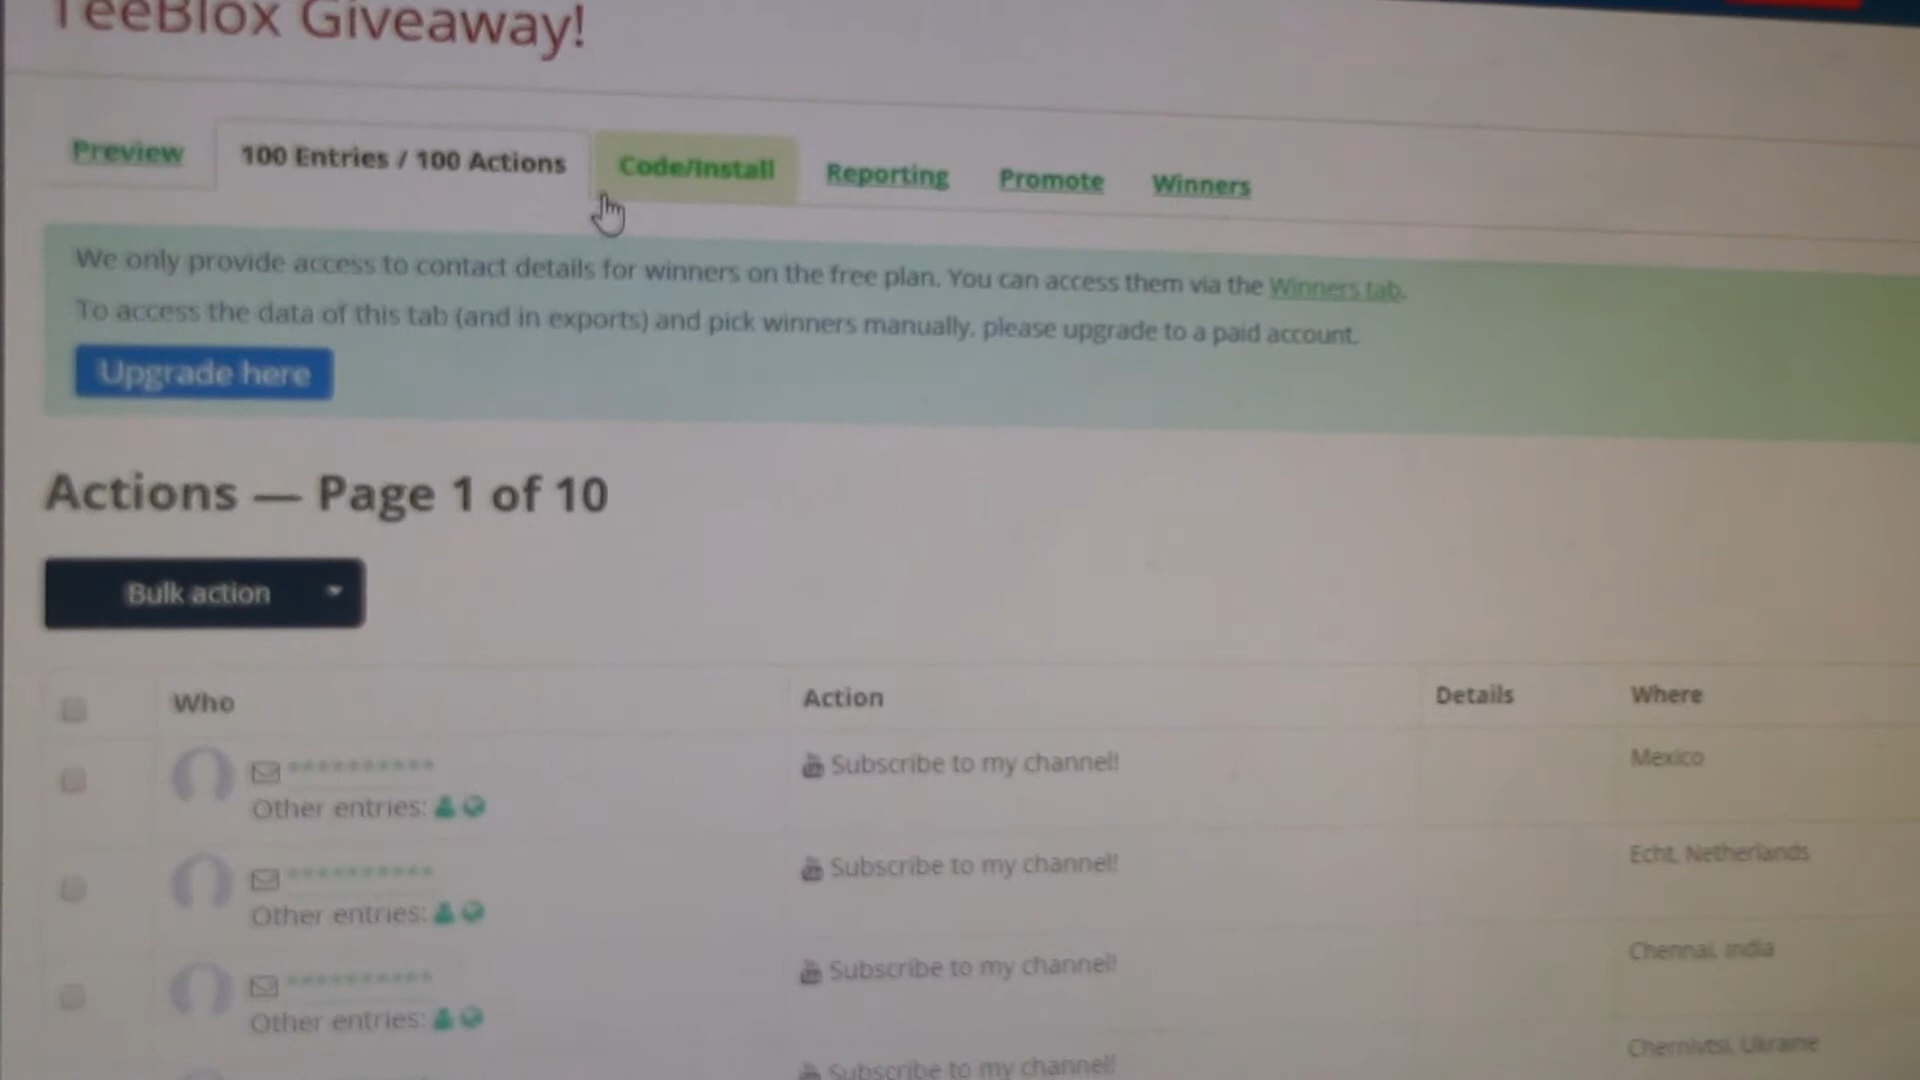 TeeBlox Giveaway!
Preview 100 Entries / 100 Actions Code/Install Reporting Promote Winners
We only provide access to contact details for winners on the free plan. You can access them via the Winners tab.
To access the data of this tab (and in exports) and pick winners manually, please upgrade to a paid account.
Upgrade here
Actions — Page 1 of 10
Bulk action
Who Action Details Where
********** Subscribe to my channel! Mexico
Other entries:
********** Subscribe to my channel! Echt, Netherlands
Other entries:
********** Subscribe to my channel! Chennai, India
Other entries:
Subscribe to my channel! Chernivtsi, Ukraine